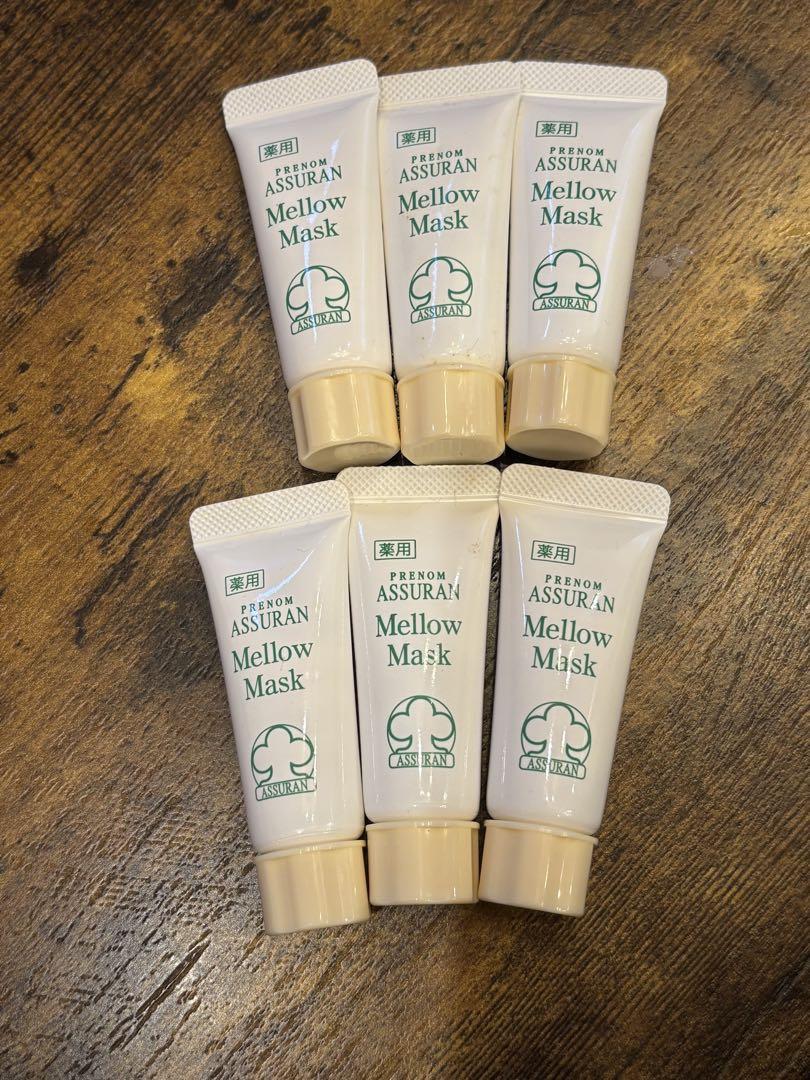 薬用
PRENOM
ASSURAN
Mellow
Mask
ASSURAN
薬用
PRENOM
ASSURAN
Mellow
Mask
ASSURAN
薬用
PRENOM
ASSURAN
Mellow
Mask
ASSURAN
薬用
PRENOM
ASSURAN
Mellow
Mask
ASSURAN
薬用
PRENOM
ASSURAN
Mellow
Mask
ASSURAN
薬用
PRENOM
ASSURAN
Mellow
Mask
ASSURAN